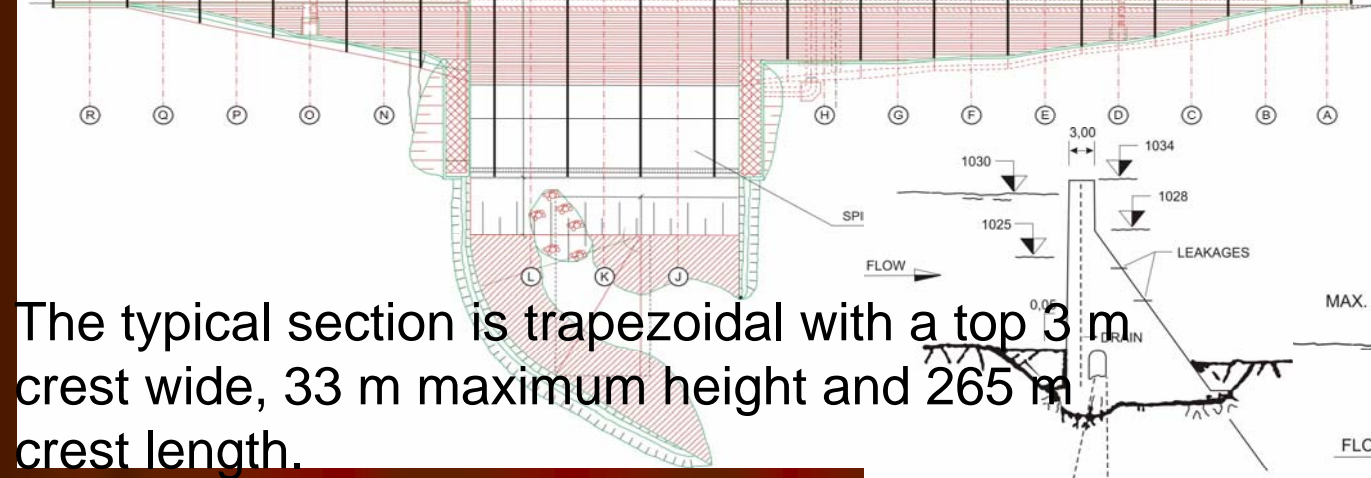 R Q P O N H G F E D C B A
3,00
1030
1034
1028
1025
SPI
LEAKAGES
FLOW
L K J
0,05
MAX.
DRAIN
The typical section is trapezoidal with a top 3 m
crest wide, 33 m maximum height and 265 m
crest length.
FLO